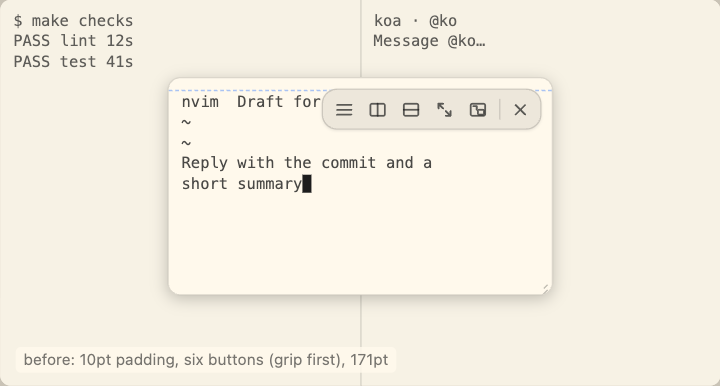 $ make checks
PASS lint 12s
PASS test 41s
koa · @ko
Message @ko…
nvim  Draft for
~
~
Reply with the commit and a
short summary
before: 10pt padding, six buttons (grip first), 171pt